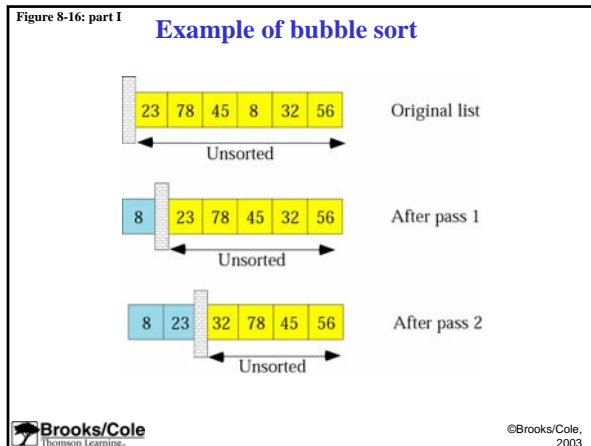 Figure 8-16: part I
Example of bubble sort
23 78 45 8 32 56 Original list
Unsorted
8 23 78 45 32 56 After pass 1
Unsorted
8 23 32 78 45 56 After pass 2
Unsorted
Brooks/Cole
Thomson Learning™
©Brooks/Cole,
2003